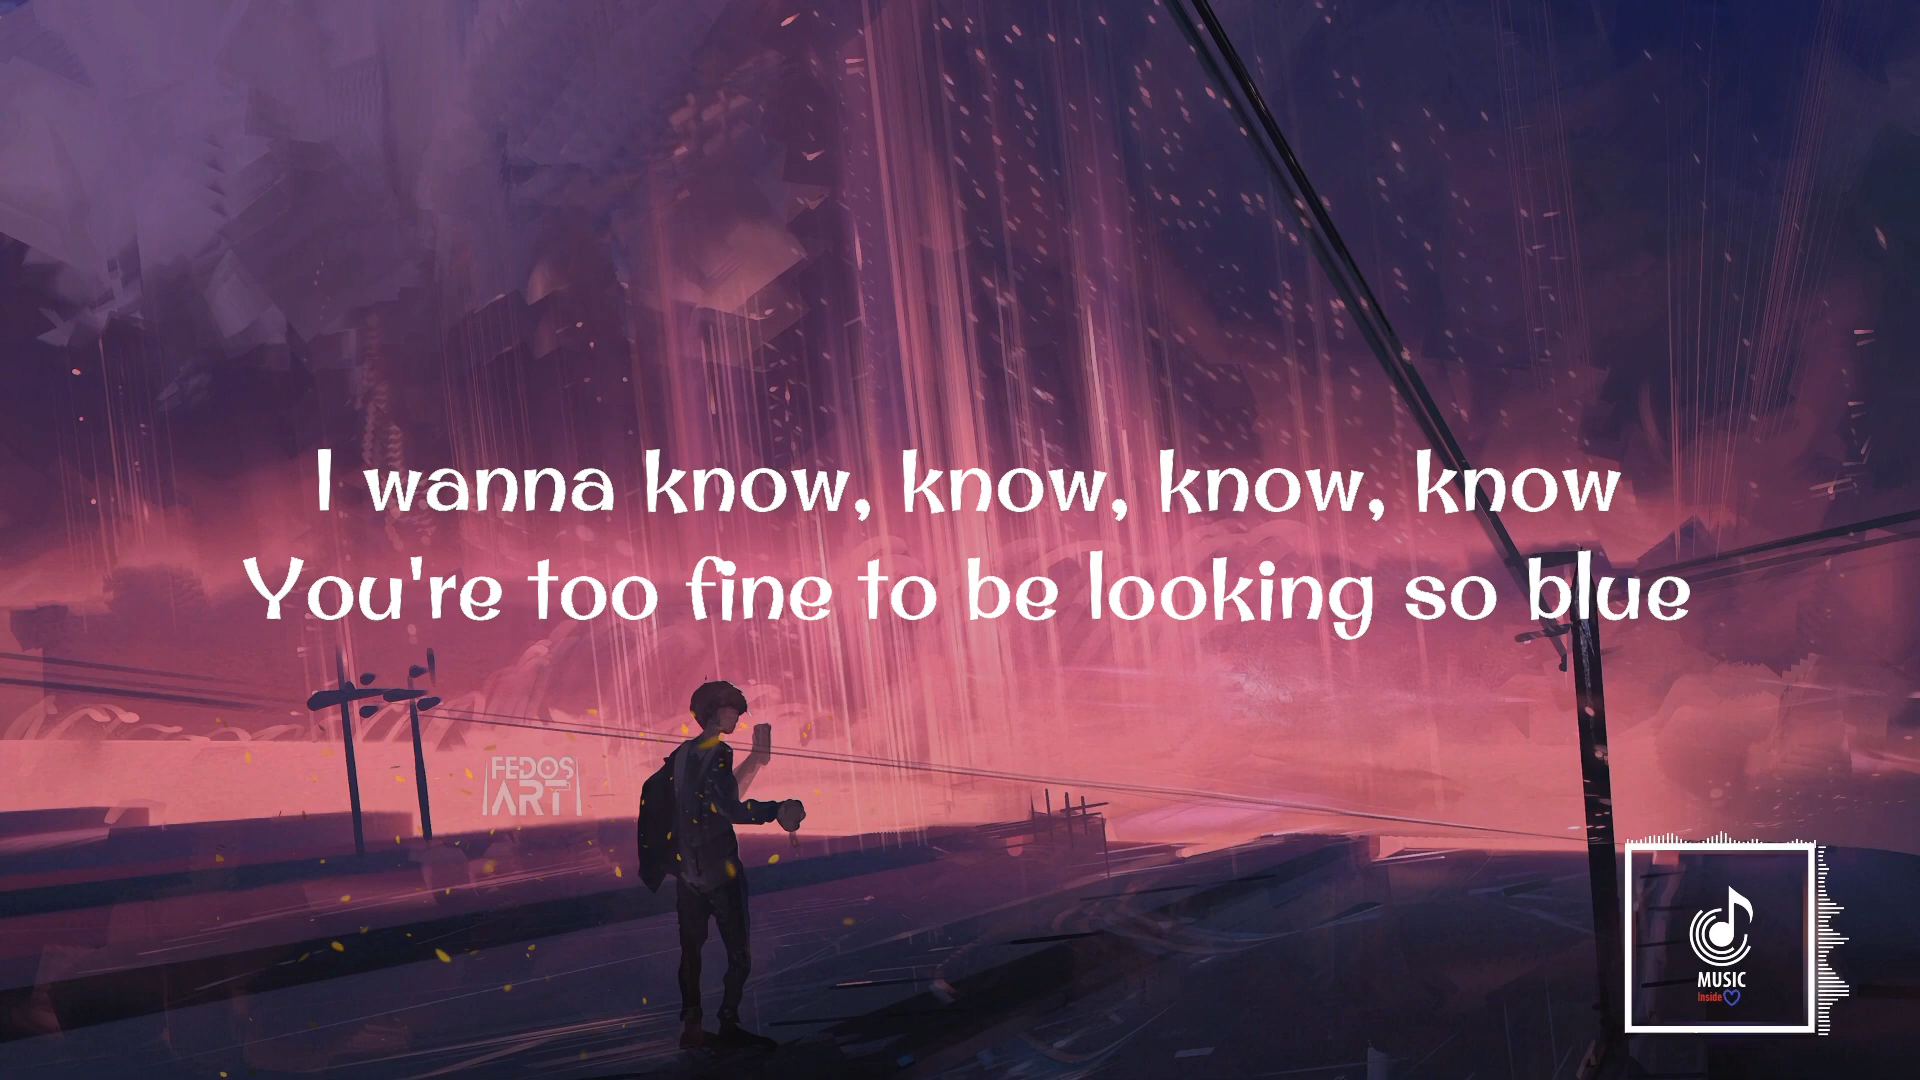 I wanna know, know, know, know
You're too fine to be looking so blue
FEDOS
ART
MUSIC
Inside